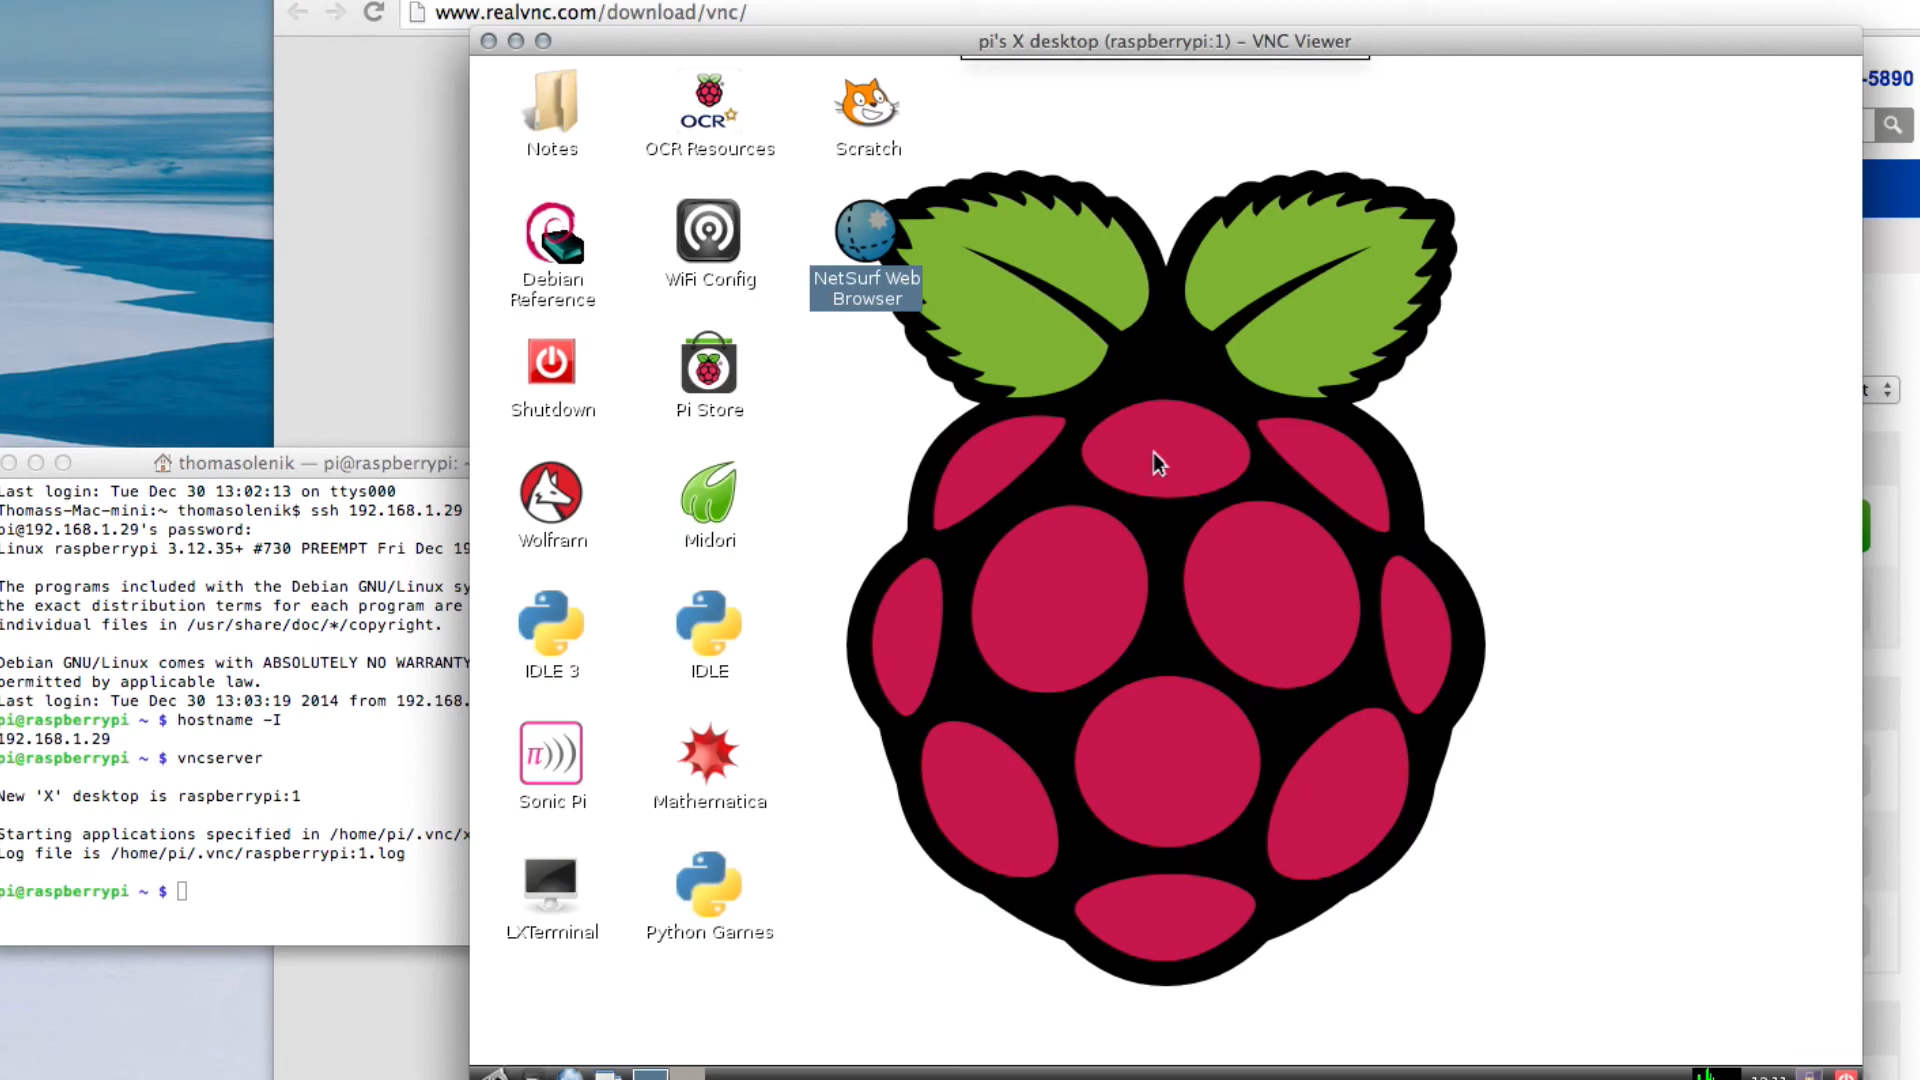 www.realvnc.com/download/vnc/
pi's X desktop (raspberrypi:1) – VNC Viewer
-5890
OCR
Notes
OCR Resources
Scratch
Debian
Reference
WiFi Config
NetSurf Web
Browser
Shutdown
Pi Store
Wolfram
Midori
IDLE 3
IDLE
π)))
Sonic Pi
Mathematica
LXTerminal
Python Games
thomasolenik — pi@raspberrypi: ~
Last login: Tue Dec 30 13:02:13 on ttys000
Thomass-Mac-mini:~ thomasolenik$ ssh 192.168.1.29
pi@192.168.1.29's password:
Linux raspberrypi 3.12.35+ #730 PREEMPT Fri Dec 19
The programs included with the Debian GNU/Linux sy
the exact distribution terms for each program are
individual files in /usr/share/doc/*/copyright.
Debian GNU/Linux comes with ABSOLUTELY NO WARRANTY
permitted by applicable law.
Last login: Tue Dec 30 13:03:19 2014 from 192.168.
pi@raspberrypi ~ $ hostname -I
192.168.1.29
pi@raspberrypi ~ $ vncserver
New 'X' desktop is raspberrypi:1
Starting applications specified in /home/pi/.vnc/x
Log file is /home/pi/.vnc/raspberrypi:1.log
pi@raspberrypi ~ $